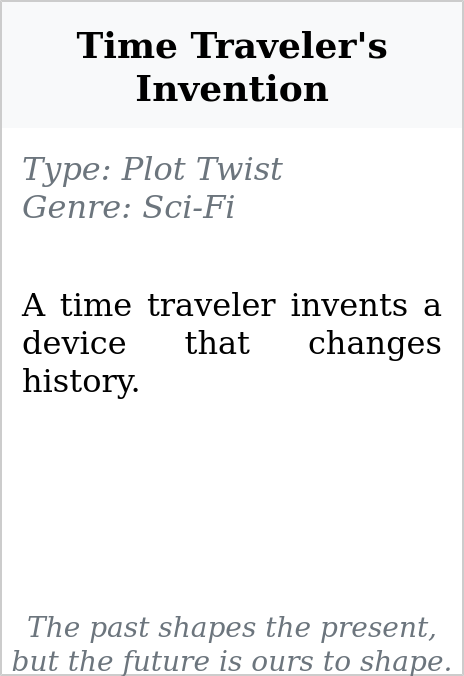 Time Traveler's
Invention
Type: Plot Twist
Genre: Sci-Fi
A time traveler invents a
device that changes
history.
The past shapes the present,
but the future is ours to shape.